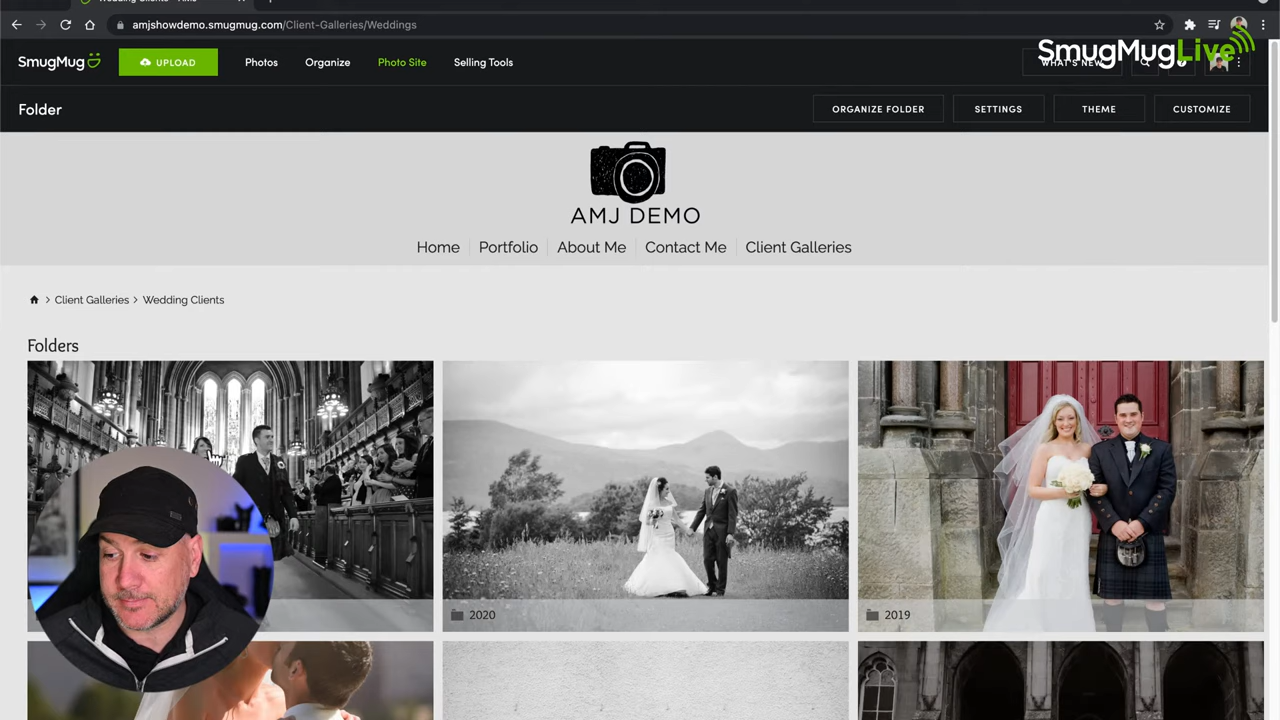 amjshowdemo.smugmug.com/Client-Galleries/Weddings
SmugMug
UPLOAD
Photos
Organize
Photo Site
Selling Tools
WHAT'S NEW
SmugMugLive
Folder
ORGANIZE FOLDER
SETTINGS
THEME
CUSTOMIZE
AMJ DEMO
Home
Portfolio
About Me
Contact Me
Client Galleries
Client Galleries > Wedding Clients
Folders
2020
2019